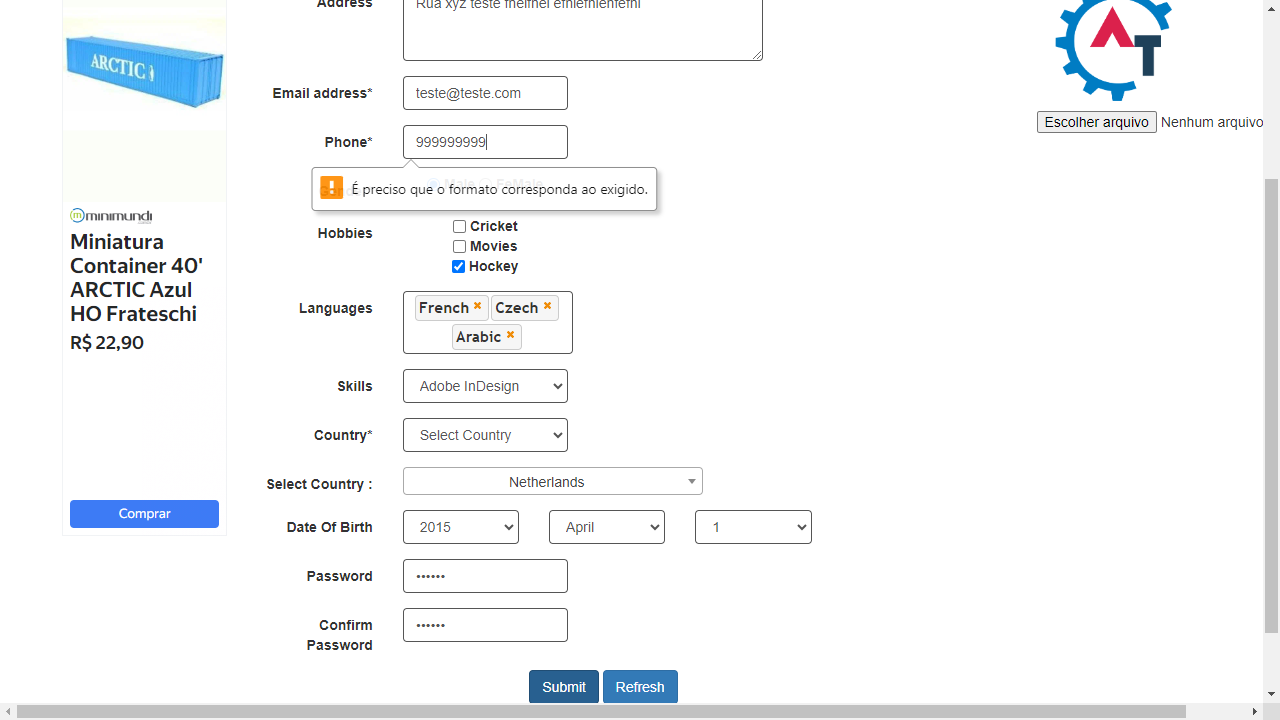 Address
Rua xyz teste fheifhei efhiefhienfefhi
ARCTIC
AT
Email address*
teste@teste.com
Escolher arquivo Nenhum arquivo
Phone*
999999999
! É preciso que o formato corresponda ao exigido.
minimundi
Miniatura
Container 40'
ARCTIC Azul
HO Frateschi
R$ 22,90
Comprar
Hobbies
Cricket
Movies
Hockey
Languages
French ×
Czech ×
Arabic ×
Skills
Adobe InDesign
Country*
Select Country
Select Country :
Netherlands
Date Of Birth
2015
April
1
Password
••••••
Confirm
Password
••••••
Submit
Refresh